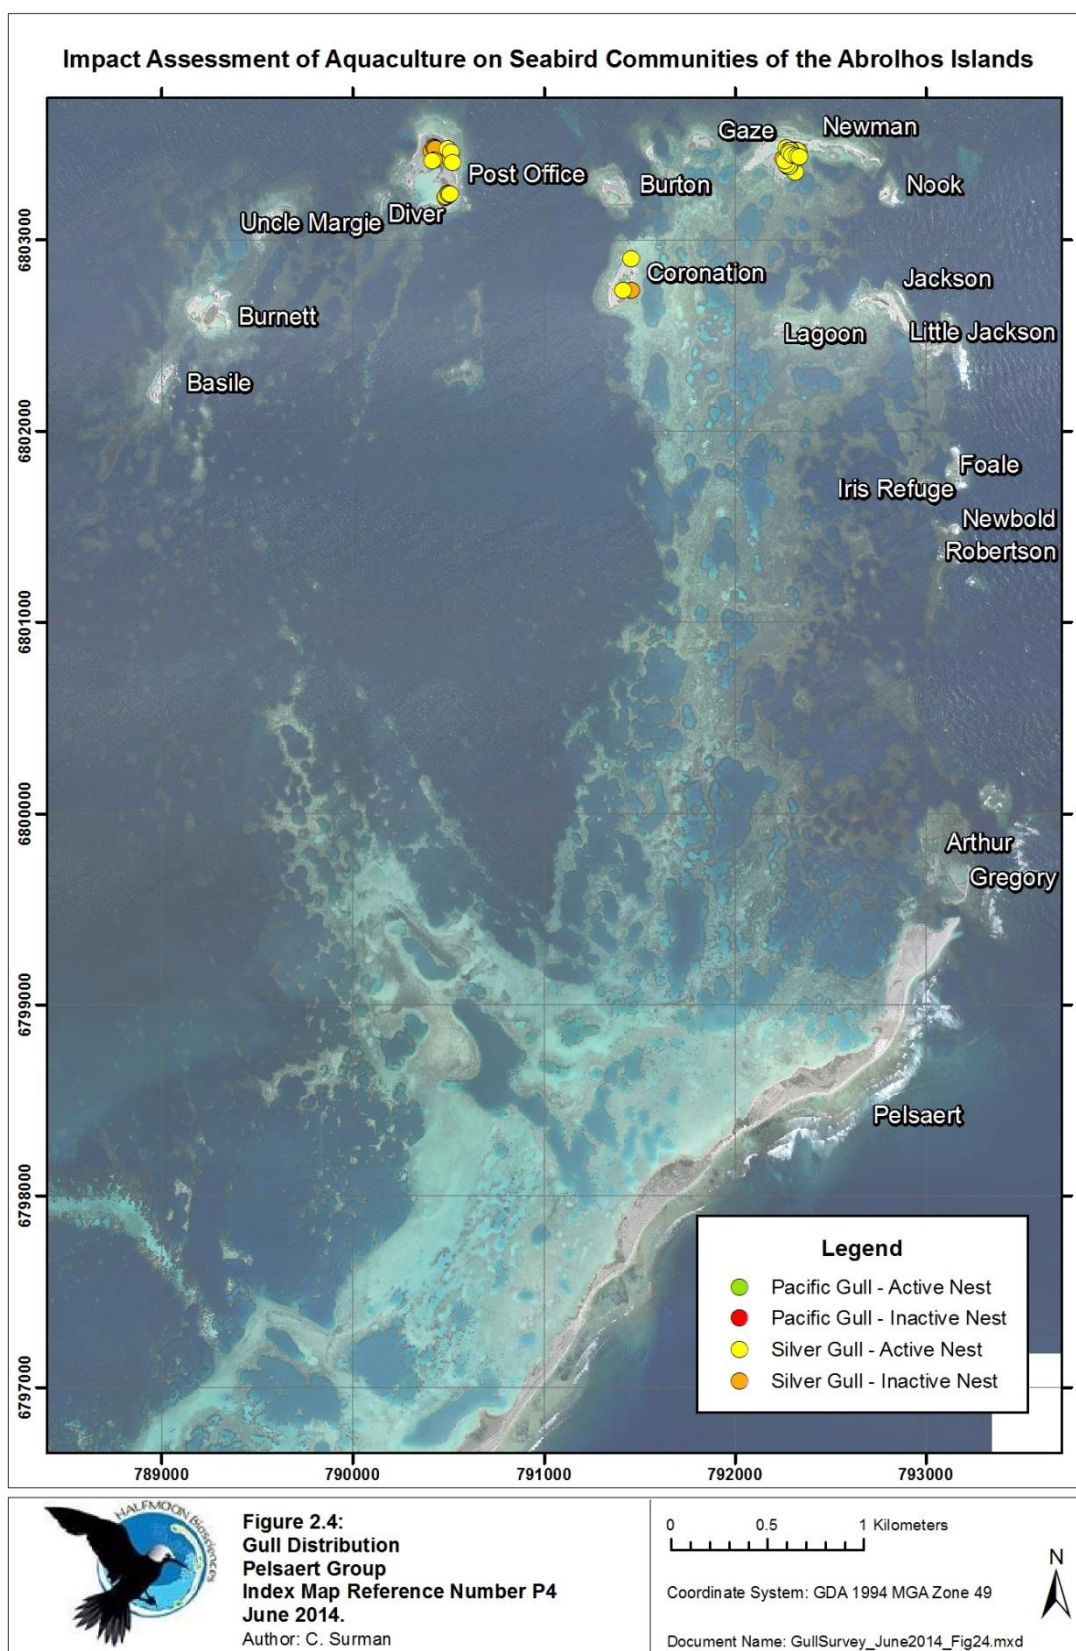 Impact Assessment of Aquaculture on Seabird Communities of the Abrolhos Islands
Gaze
Newman
Post Office
Burton
Nook
Uncle Margie
Diver
Coronation
Jackson
Burnett
Lagoon
Little Jackson
Basile
Foale
Iris Refuge
Newbold
Robertson
Arthur
Gregory
Pelsaert
6803000
6802000
6801000
6800000
6799000
6798000
6797000
Legend
Pacific Gull - Active Nest
Pacific Gull - Inactive Nest
Silver Gull - Active Nest
Silver Gull - Inactive Nest
789000
790000
791000
792000
793000
HALFMOON Biosciences
Figure 2.4:
Gull Distribution
Pelsaert Group
Index Map Reference Number P4
June 2014.
Author: C. Surman
0 0.5 1 Kilometers
Coordinate System: GDA 1994 MGA Zone 49
N
Document Name: GullSurvey_June2014_Fig24.mxd